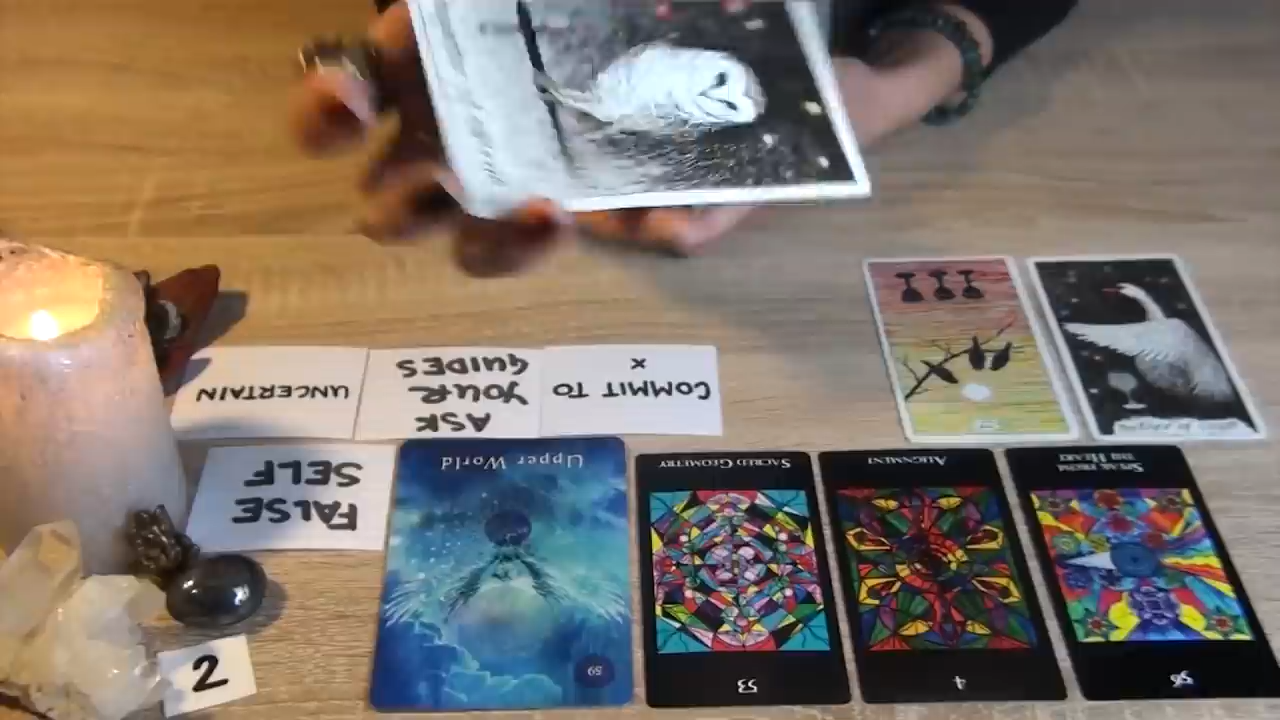 UNCERTAIN
ASK
YOUR
GUIDES
COMMIT TO
X
FALSE
SELF
Upper World
59
SACRED GEOMETRY
53
ALIGNMENT
4
SPEAK FROM
THE HEART
56
2